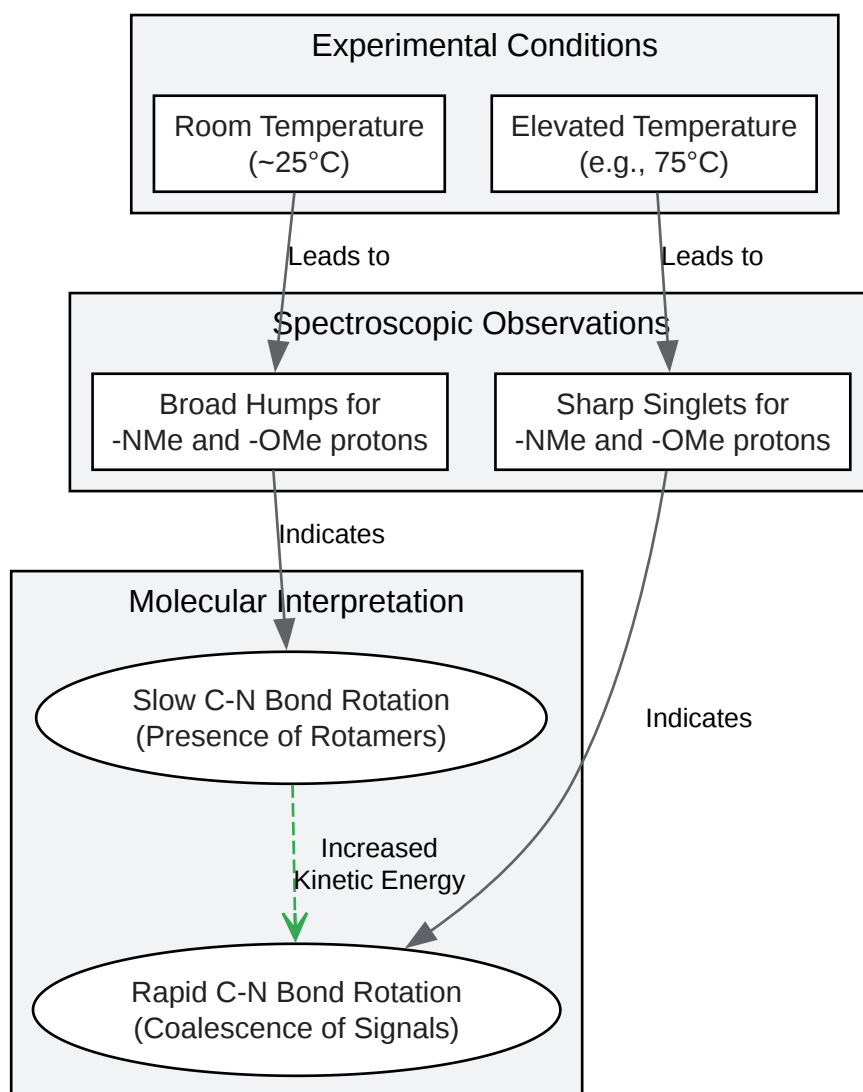 Experimental Conditions
Room Temperature
(~25°C)
Elevated Temperature
(e.g., 75°C)
Leads to
Leads to
Spectroscopic Observations
Broad Humps for
-NMe and -OMe protons
Sharp Singlets for
-NMe and -OMe protons
Indicates
Molecular Interpretation
Slow C-N Bond Rotation
(Presence of Rotamers)
Indicates
Increased
Kinetic Energy
Rapid C-N Bond Rotation
(Coalescence of Signals)